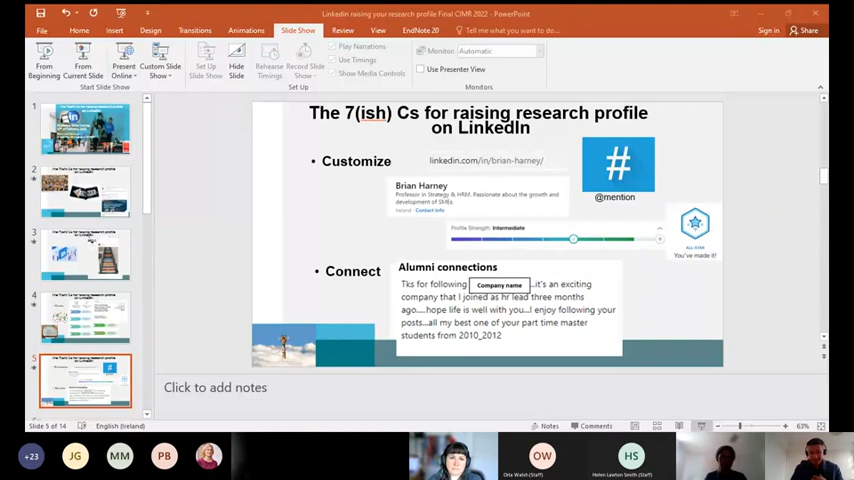 Linkedin raising your research profile Final CIMR 2022 - PowerPoint
File Home Insert Design Transitions Animations Slide Show Review View EndNote 20 Tell me what you want to do... Sign in Share
From Beginning
From Current Slide
Present Online
Custom Slide Show
Set Up Slide Show
Hide Slide
Rehearse Timings
Record Slide Show
Play Narrations
Use Timings
Show Media Controls
Monitor: Automatic
Use Presenter View
Start Slide Show Set Up Monitors
1
2
3
4
5
The 7(ish) Cs for raising research profile
on LinkedIn
• Customize
linkedin.com/in/brian-harney/
#
@mention
Brian Harney
Professor in Strategy & HRM. Passionate about the growth and
development of SMEs.
Ireland · Contact info
Profile Strength: Intermediate
ALL-STAR
You've made it!
• Connect
Alumni connections
Tks for following Company name ...it's an exciting
company that I joined as hr lead three months
ago....hope life is well with you...I enjoy following your
posts...all my best one of your part time master
students from 2010_2012
Click to add notes
Slide 5 of 14 English (Ireland) Notes Comments 63%
+23 JG MM PB OW HS
Orla Walsh (Staff) Helen Lawton Smith (Staff)